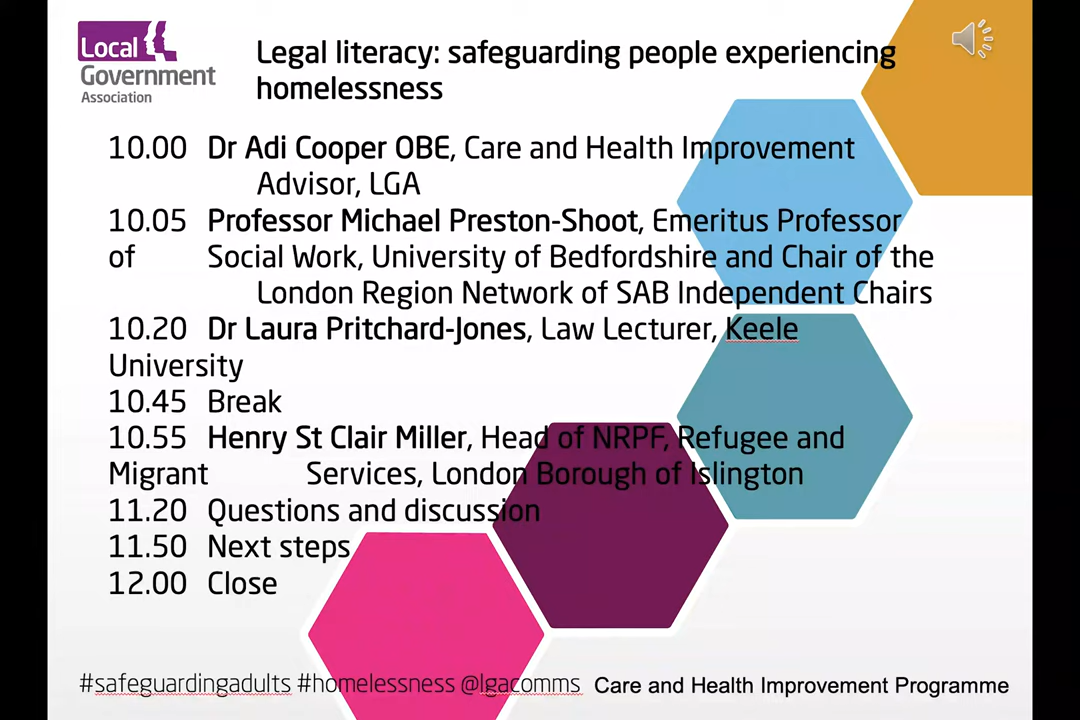 Local
Government
Association
Legal literacy: safeguarding people experiencing
homelessness
10.00 Dr Adi Cooper OBE, Care and Health Improvement
Advisor, LGA
10.05 Professor Michael Preston-Shoot, Emeritus Professor
of Social Work, University of Bedfordshire and Chair of the
London Region Network of SAB Independent Chairs
10.20 Dr Laura Pritchard-Jones, Law Lecturer, Keele
University
10.45 Break
10.55 Henry St Clair Miller, Head of NRPF, Refugee and
Migrant Services, London Borough of Islington
11.20 Questions and discussion
11.50 Next steps
12.00 Close
#safeguardingadults #homelessness @lgacomms Care and Health Improvement Programme